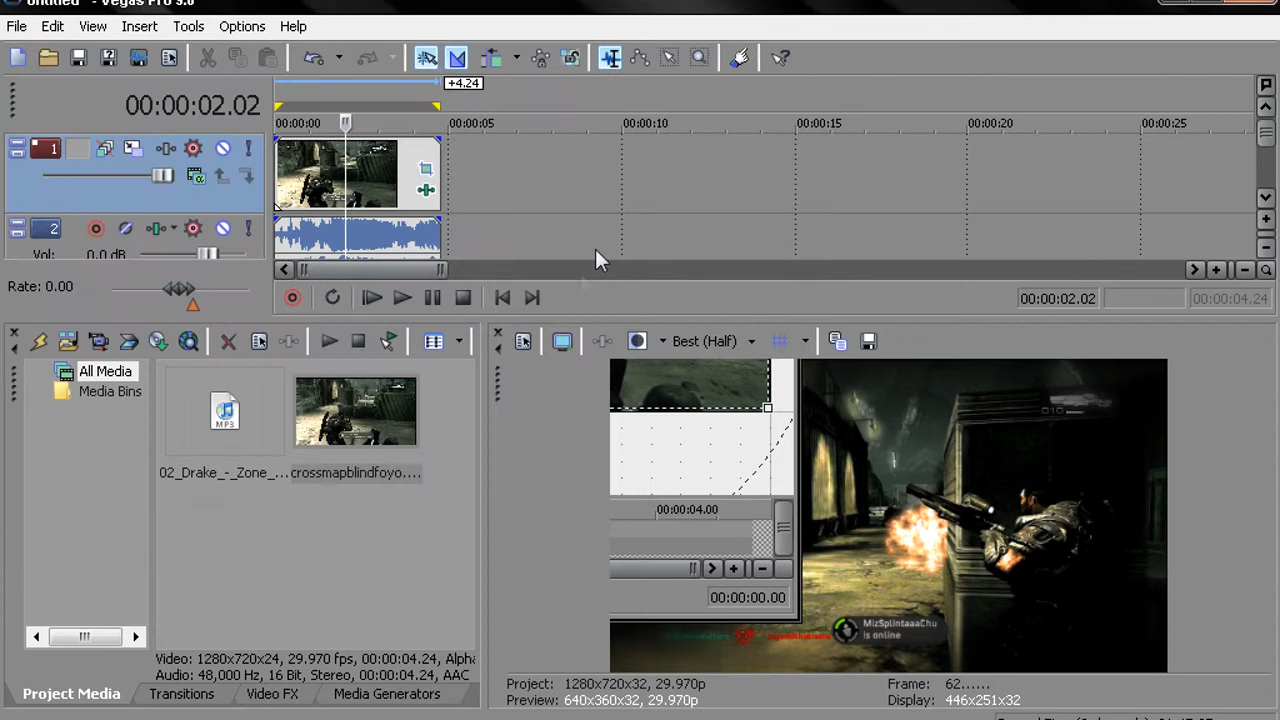 Untitled * - Vegas Pro 9.0
File Edit View Insert Tools Options Help
+4.24
00:00:02.02
00:00:00 00:00:05 00:00:10 00:00:15 00:00:20 00:00:25
1
2
Vol: 0.0 dB
Rate: 0.00
00:00:02.02 00:00:04.24
Best (Half)
All Media
Media Bins
MP3
02_Drake_-_Zone_... crossmapblindfoyo....
00:00:04.00
00:00:00.00
MizSplintaaaChu
is online
Video: 1280x720x24, 29.970 fps, 00:00:04.24, Alpha
Audio: 48,000 Hz, 16 Bit, Stereo, 00:00:04.24, AAC
Project Media Transitions Video FX Media Generators
Project: 1280x720x32, 29.970p
Preview: 640x360x32, 29.970p
Frame: 62......
Display: 446x251x32